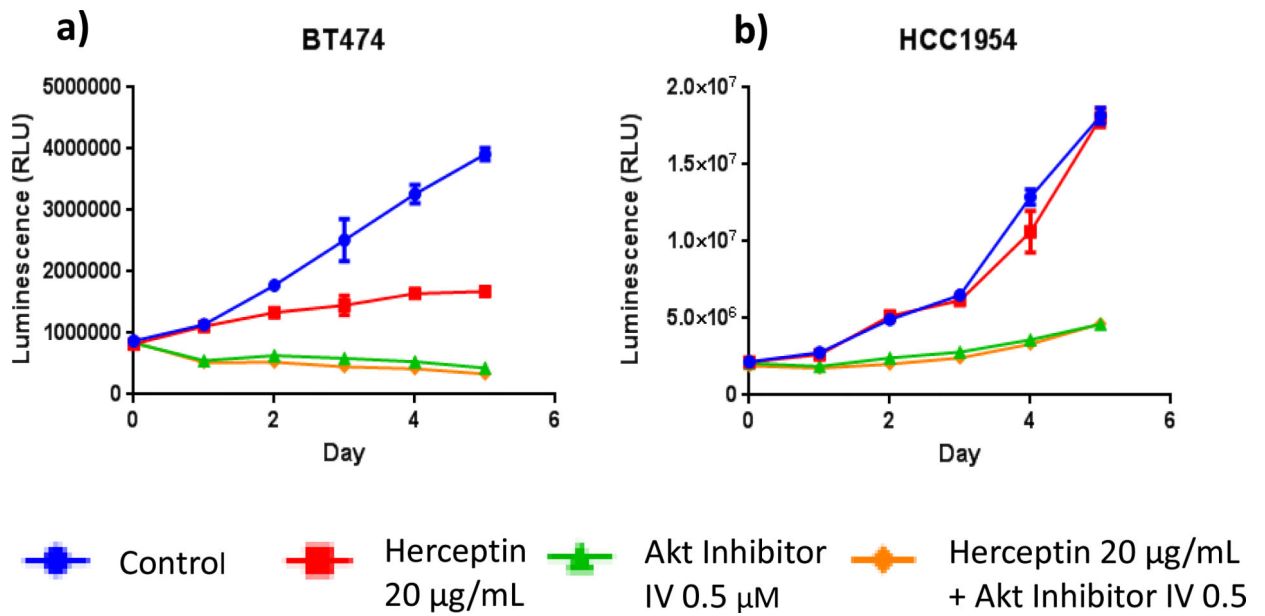 a)
BT474
Luminescence (RLU)
5000000
4000000
3000000
2000000
1000000
0
0 2 4 6
Day
b)
HCC1954
Luminescence (RLU)
2.0×10⁷
1.5×10⁷
1.0×10⁷
5.0×10⁶
0
0 2 4 6
Day
Control
Herceptin
20 µg/mL
Akt Inhibitor
IV 0.5 µM
Herceptin 20 µg/mL
+ Akt Inhibitor IV 0.5